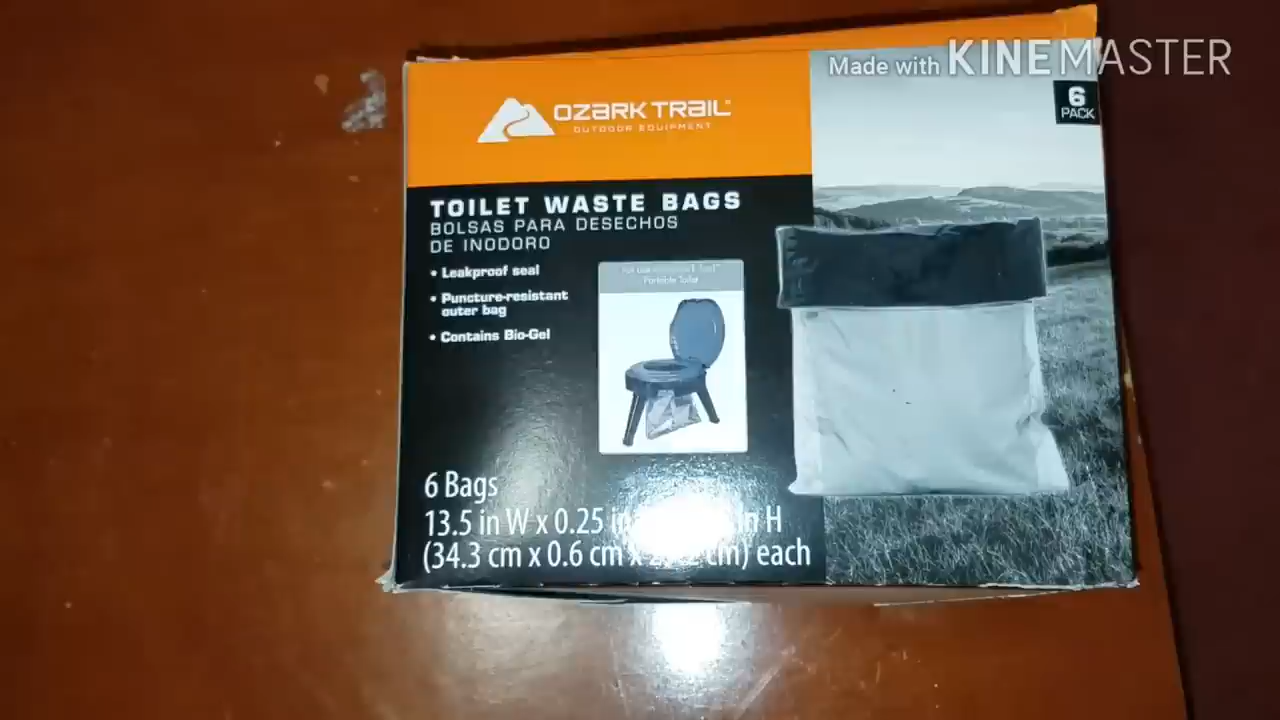 Made with KINEMASTER
6
PACK
OZARK TRAIL
OUTDOOR EQUIPMENT
TOILET WASTE BAGS
BOLSAS PARA DESECHOS
DE INODORO
• Leakproof seal
• Puncture-resistant
outer bag
• Contains Bio-Gel
For use
Portable Toilet
6 Bags
13.5 in W x 0.25 in H
(34.3 cm x 0.6 cm x cm) each